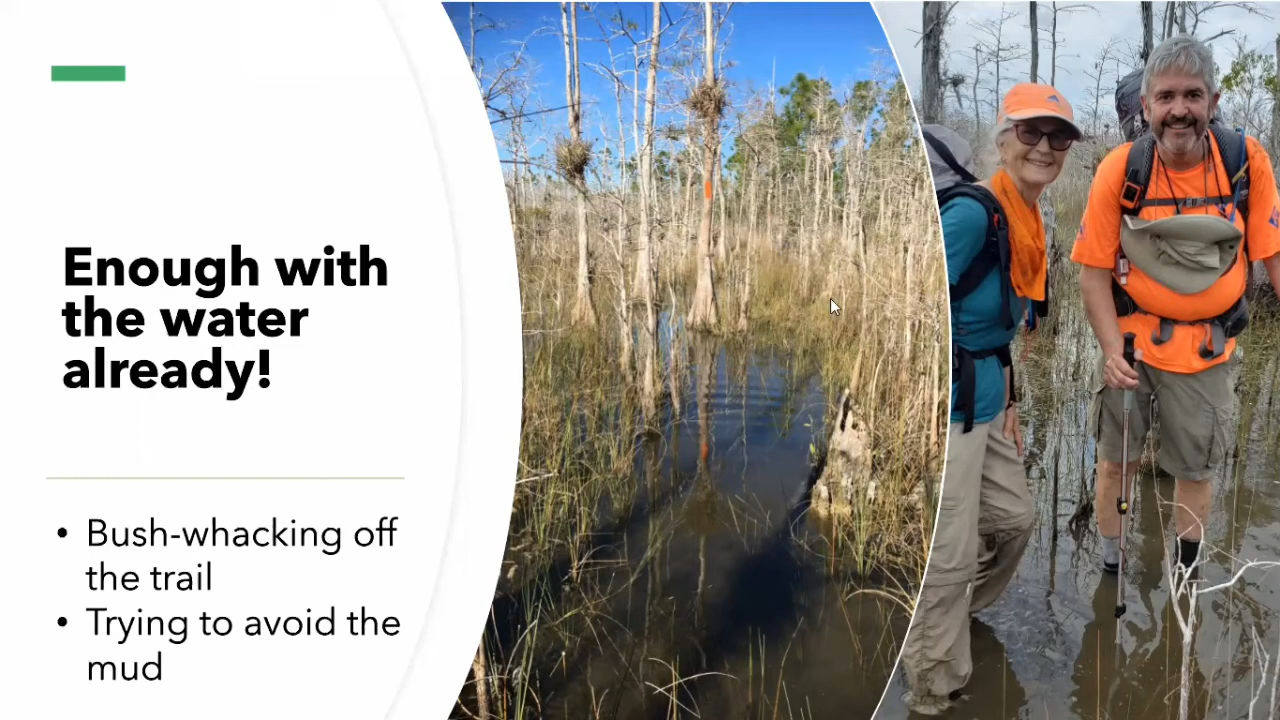 Enough with
the water
already!
• Bush-whacking off
the trail
• Trying to avoid the
mud